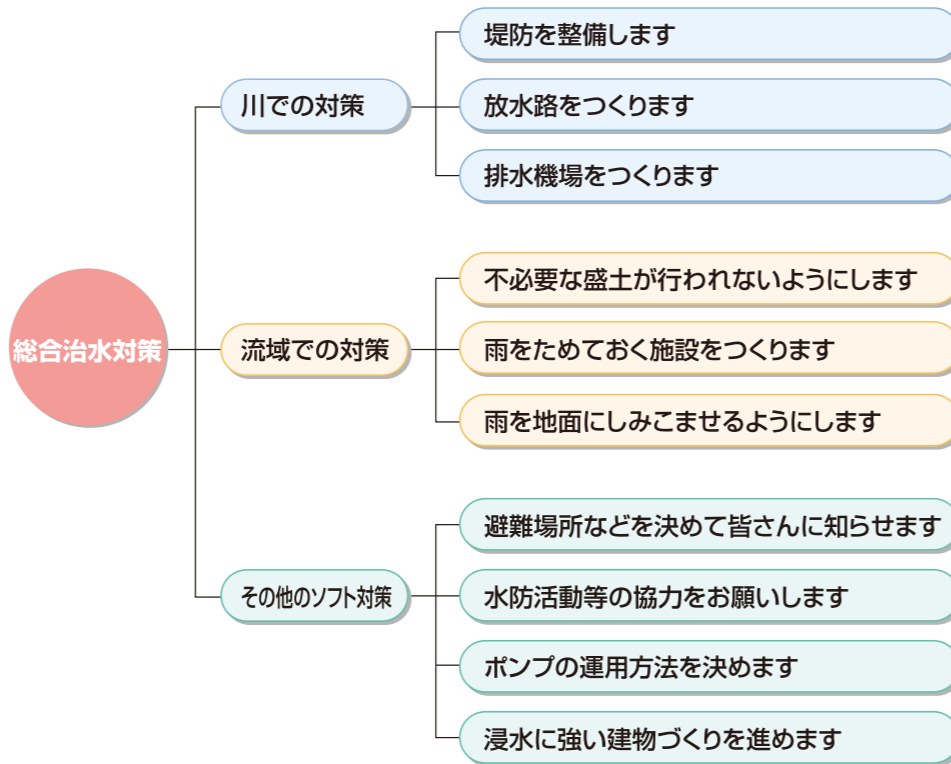 総合治水対策
川での対策
堤防を整備します
放水路をつくります
排水機場をつくります
流域での対策
不必要な盛土が行われないようにします
雨をためておく施設をつくります
雨を地面にしみこませるようにします
その他のソフト対策
避難場所などを決めて皆さんに知らせます
水防活動等の協力をお願いします
ポンプの運用方法を決めます
浸水に強い建物づくりを進めます